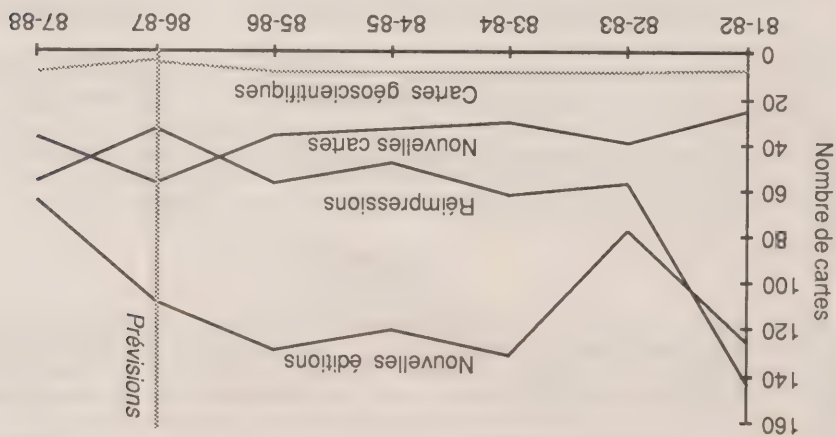 Nombre de cartes
160
140
120
100
80
60
40
20
0
Prévisions
Nouvelles éditions
Réimpressions
Nouvelles cartes
Cartes géoscientifiques
81-82
82-83
83-84
84-85
85-86
86-87
87-88